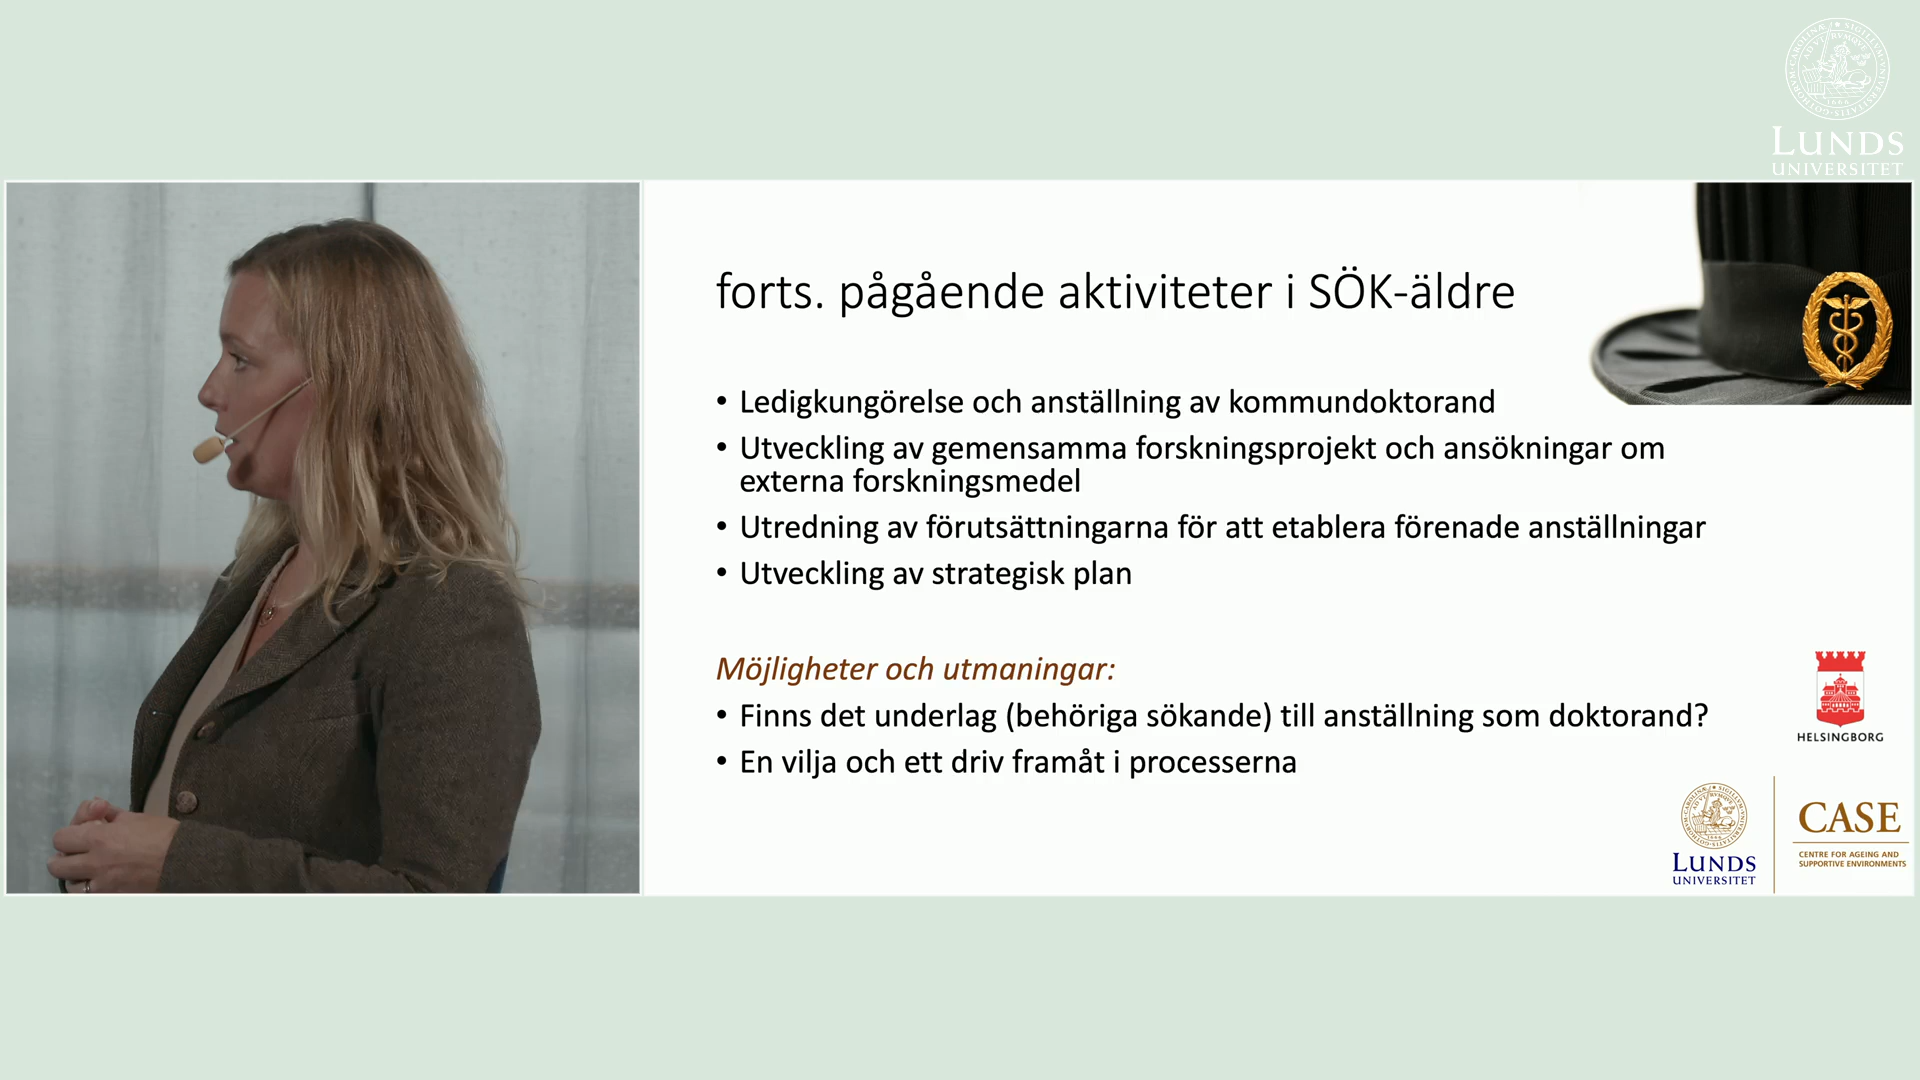 LUNDS
UNIVERSITET
forts. pågående aktiviteter i SÖK-äldre
• Ledigkungörelse och anställning av kommundoktorand
• Utveckling av gemensamma forskningsprojekt och ansökningar om
externa forskningsmedel
• Utredning av förutsättningarna för att etablera förenade anställningar
• Utveckling av strategisk plan
Möjligheter och utmaningar:
• Finns det underlag (behöriga sökande) till anställning som doktorand?
• En vilja och ett driv framåt i processerna
HELSINGBORG
LUNDS
UNIVERSITET
CASE
CENTRE FOR AGEING AND
SUPPORTIVE ENVIRONMENTS